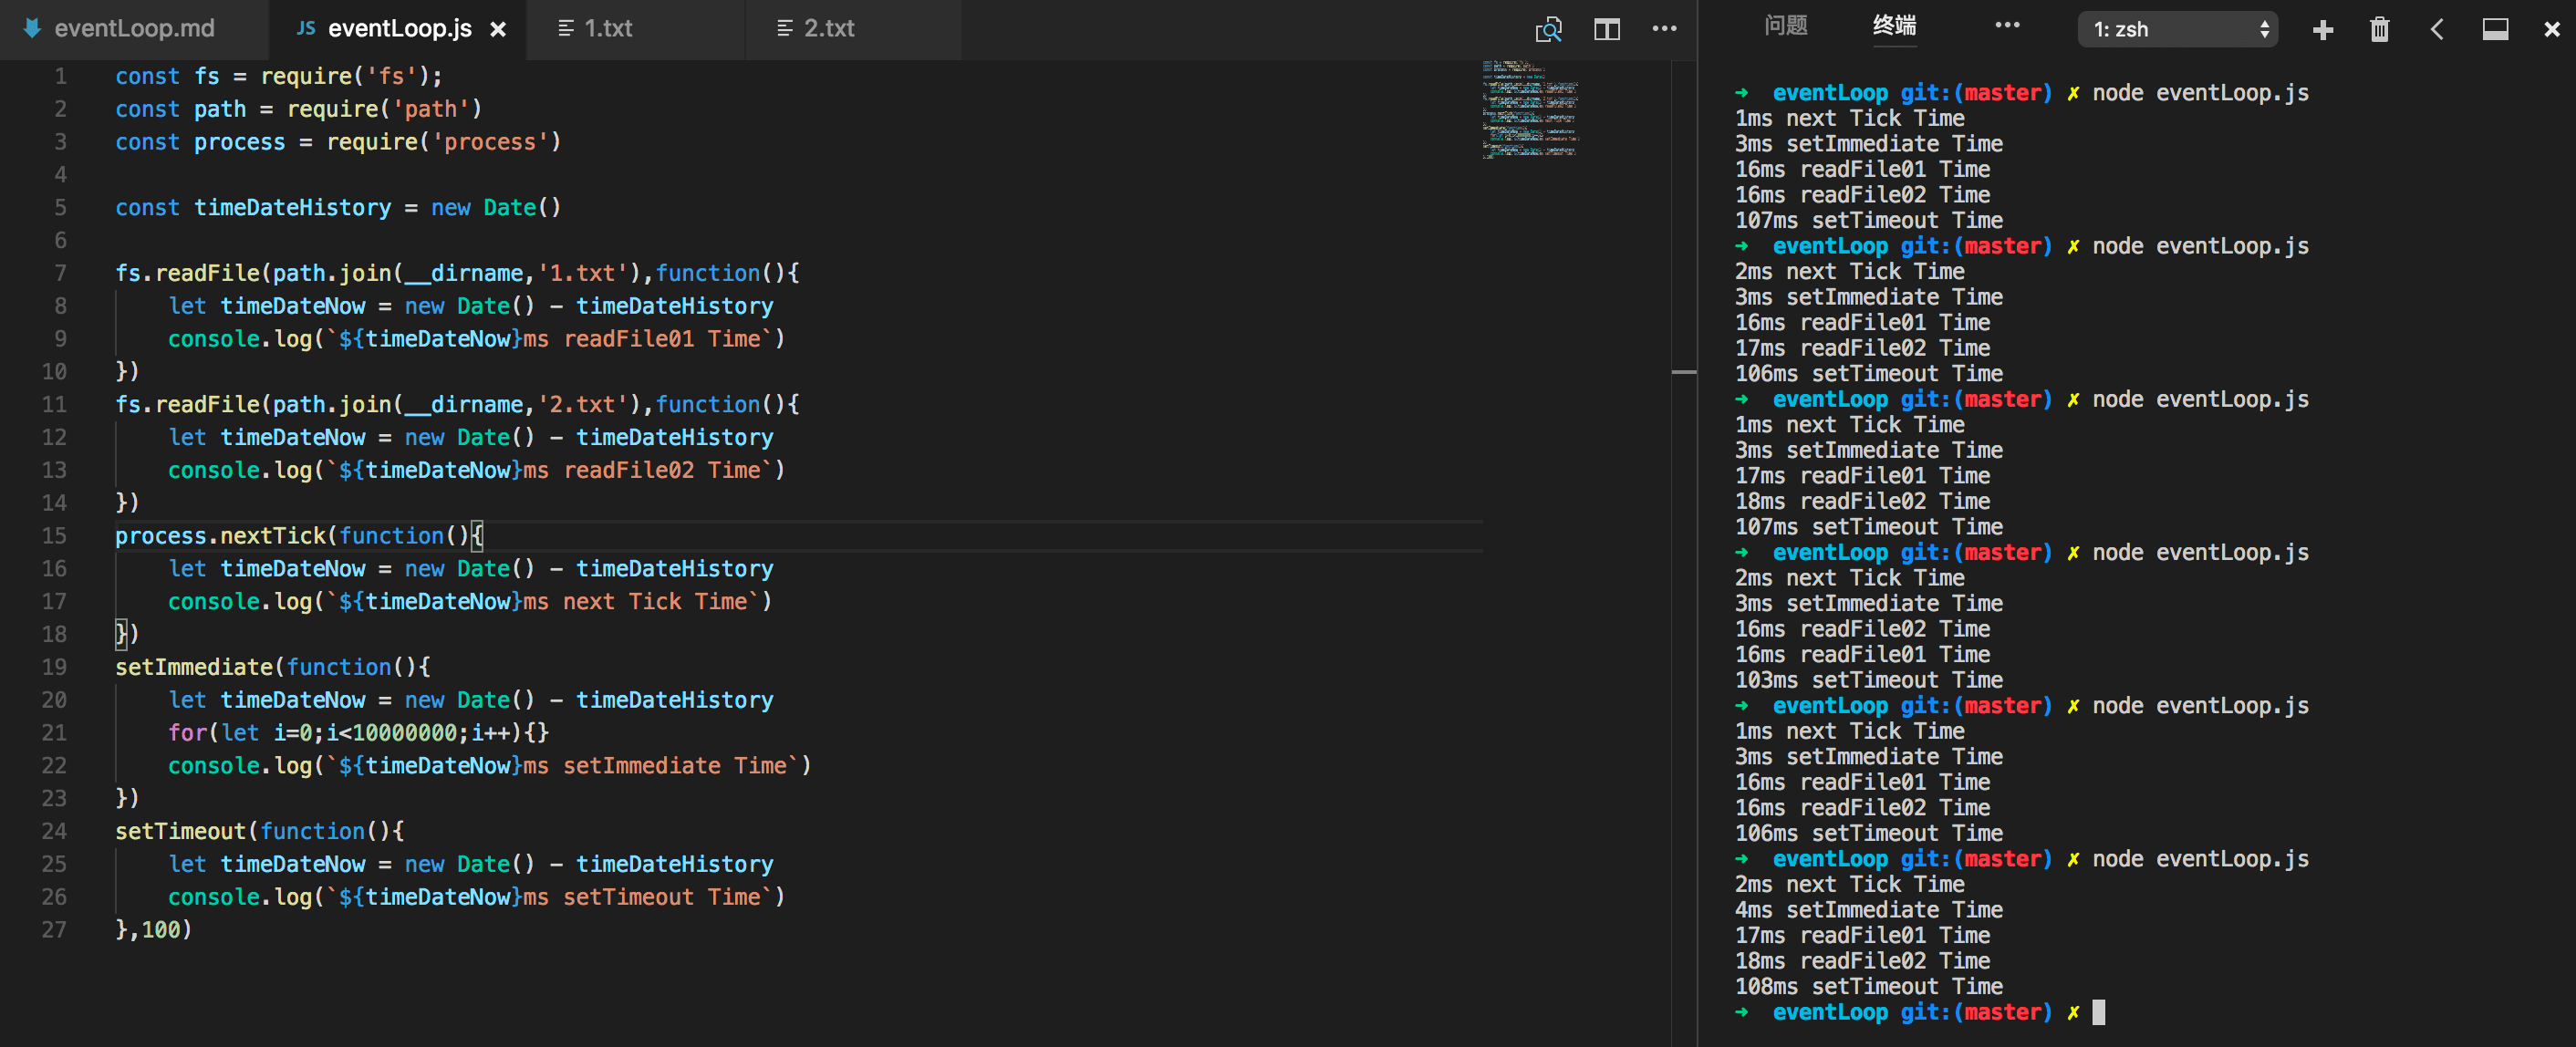 eventLoop.md
JS eventLoop.js
1.txt
2.txt
1 const fs = require('fs');
2 const path = require('path')
3 const process = require('process')
4
5 const timeDateHistory = new Date()
6
7 fs.readFile(path.join(__dirname,'1.txt'),function(){
8 let timeDateNow = new Date() - timeDateHistory
9 console.log(`${timeDateNow}ms readFile01 Time`)
10 })
11 fs.readFile(path.join(__dirname,'2.txt'),function(){
12 let timeDateNow = new Date() - timeDateHistory
13 console.log(`${timeDateNow}ms readFile02 Time`)
14 })
15 process.nextTick(function(){
16 let timeDateNow = new Date() - timeDateHistory
17 console.log(`${timeDateNow}ms next Tick Time`)
18 })
19 setImmediate(function(){
20 let timeDateNow = new Date() - timeDateHistory
21 for(let i=0;i<10000000;i++){}
22 console.log(`${timeDateNow}ms setImmediate Time`)
23 })
24 setTimeout(function(){
25 let timeDateNow = new Date() - timeDateHistory
26 console.log(`${timeDateNow}ms setTimeout Time`)
27 },100)
问题
终端
1: zsh
➜ eventLoop git:(master) ✗ node eventLoop.js
1ms next Tick Time
3ms setImmediate Time
16ms readFile01 Time
16ms readFile02 Time
107ms setTimeout Time
➜ eventLoop git:(master) ✗ node eventLoop.js
2ms next Tick Time
3ms setImmediate Time
16ms readFile01 Time
17ms readFile02 Time
106ms setTimeout Time
➜ eventLoop git:(master) ✗ node eventLoop.js
1ms next Tick Time
3ms setImmediate Time
17ms readFile01 Time
18ms readFile02 Time
107ms setTimeout Time
➜ eventLoop git:(master) ✗ node eventLoop.js
2ms next Tick Time
3ms setImmediate Time
16ms readFile02 Time
16ms readFile01 Time
103ms setTimeout Time
➜ eventLoop git:(master) ✗ node eventLoop.js
1ms next Tick Time
3ms setImmediate Time
16ms readFile01 Time
16ms readFile02 Time
106ms setTimeout Time
➜ eventLoop git:(master) ✗ node eventLoop.js
2ms next Tick Time
4ms setImmediate Time
17ms readFile01 Time
18ms readFile02 Time
108ms setTimeout Time
➜ eventLoop git:(master) ✗